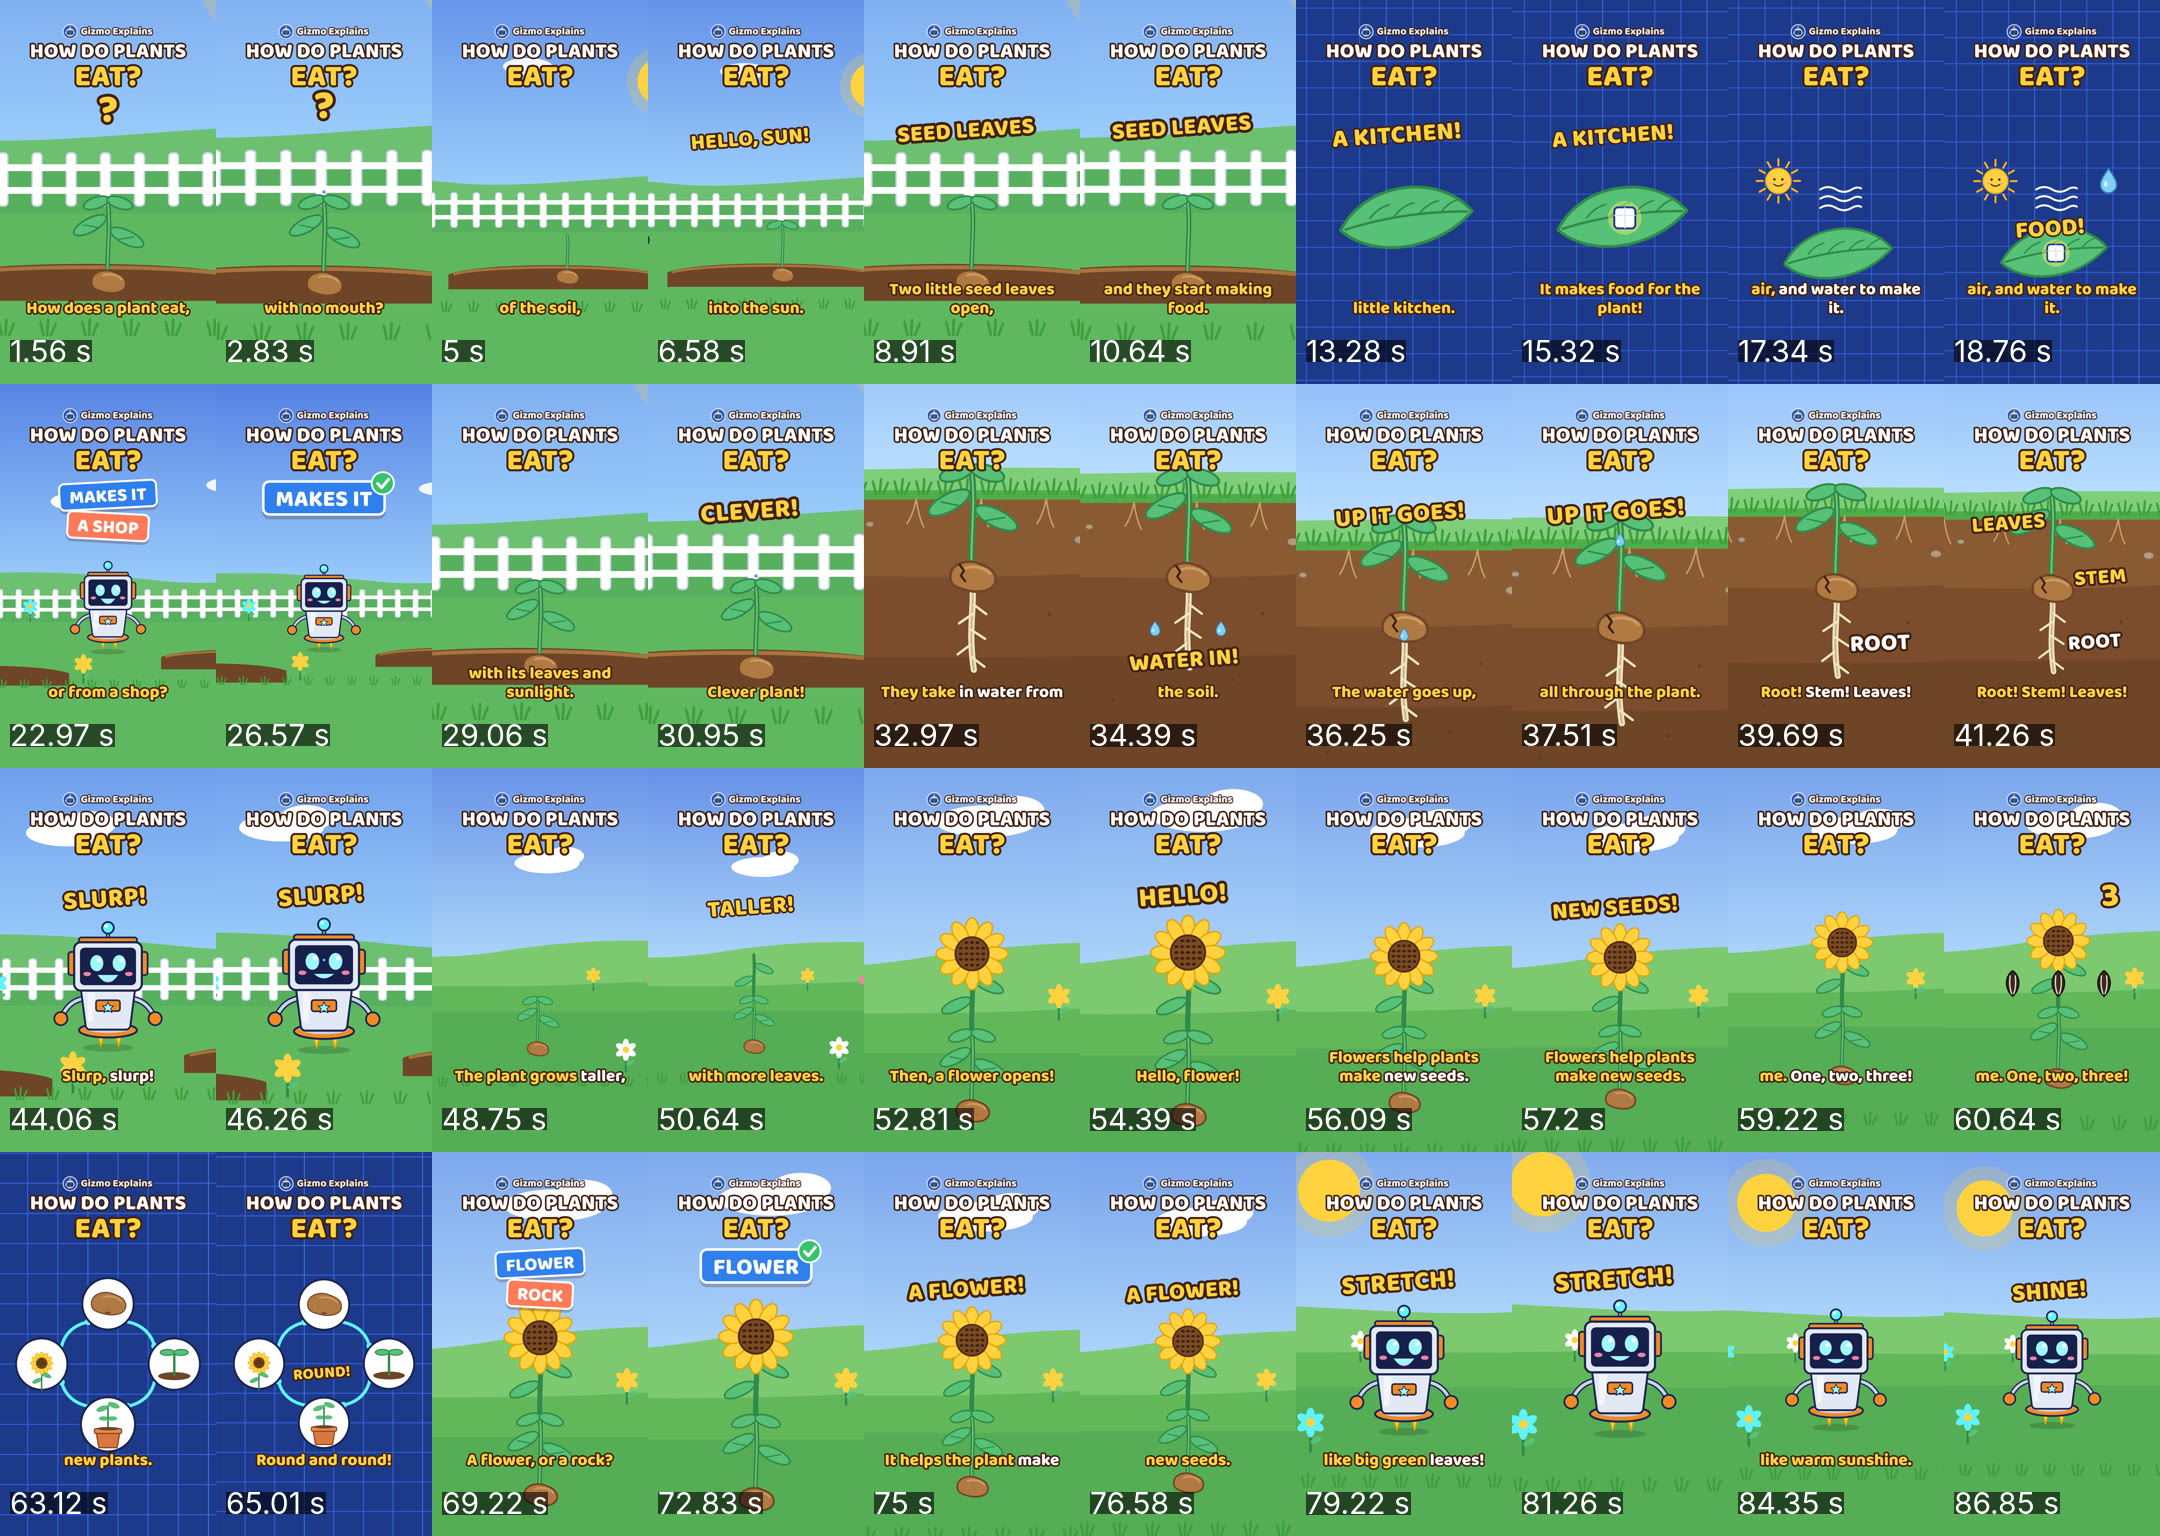 Gizmo Explains
HOW DO PLANTS
EAT?
?
How does a plant eat,
1.56 s
Gizmo Explains
HOW DO PLANTS
EAT?
?
with no mouth?
2.83 s
Gizmo Explains
HOW DO PLANTS
EAT?
of the soil,
5 s
Gizmo Explains
HOW DO PLANTS
EAT?
HELLO, SUN!
into the sun.
6.58 s
Gizmo Explains
HOW DO PLANTS
EAT?
SEED LEAVES
Two little seed leaves
open,
8.91 s
Gizmo Explains
HOW DO PLANTS
EAT?
SEED LEAVES
and they start making
food.
10.64 s
Gizmo Explains
HOW DO PLANTS
EAT?
A KITCHEN!
little kitchen.
13.28 s
Gizmo Explains
HOW DO PLANTS
EAT?
A KITCHEN!
It makes food for the
plant!
15.32 s
Gizmo Explains
HOW DO PLANTS
EAT?
air, and water to make
it.
17.34 s
Gizmo Explains
HOW DO PLANTS
EAT?
FOOD!
air, and water to make
it.
18.76 s
Gizmo Explains
HOW DO PLANTS
EAT?
MAKES IT
A SHOP
or from a shop?
22.97 s
Gizmo Explains
HOW DO PLANTS
EAT?
MAKES IT
26.57 s
Gizmo Explains
HOW DO PLANTS
EAT?
with its leaves and
sunlight.
29.06 s
Gizmo Explains
HOW DO PLANTS
EAT?
CLEVER!
Clever plant!
30.95 s
Gizmo Explains
HOW DO PLANTS
EAT?
They take in water from
32.97 s
Gizmo Explains
HOW DO PLANTS
EAT?
WATER IN!
the soil.
34.39 s
Gizmo Explains
HOW DO PLANTS
EAT?
UP IT GOES!
The water goes up,
36.25 s
Gizmo Explains
HOW DO PLANTS
EAT?
UP IT GOES!
all through the plant.
37.51 s
Gizmo Explains
HOW DO PLANTS
EAT?
ROOT
Root! Stem! Leaves!
39.69 s
Gizmo Explains
HOW DO PLANTS
EAT?
LEAVES
STEM
ROOT
Root! Stem! Leaves!
41.26 s
Gizmo Explains
HOW DO PLANTS
EAT?
SLURP!
Slurp, slurp!
44.06 s
Gizmo Explains
HOW DO PLANTS
EAT?
SLURP!
46.26 s
Gizmo Explains
HOW DO PLANTS
EAT?
The plant grows taller,
48.75 s
Gizmo Explains
HOW DO PLANTS
EAT?
TALLER!
with more leaves.
50.64 s
Gizmo Explains
HOW DO PLANTS
EAT?
Then, a flower opens!
52.81 s
Gizmo Explains
HOW DO PLANTS
EAT?
HELLO!
Hello, flower!
54.39 s
Gizmo Explains
HOW DO PLANTS
EAT?
Flowers help plants
make new seeds.
56.09 s
Gizmo Explains
HOW DO PLANTS
EAT?
NEW SEEDS!
Flowers help plants
make new seeds.
57.2 s
Gizmo Explains
HOW DO PLANTS
EAT?
me. One, two, three!
59.22 s
Gizmo Explains
HOW DO PLANTS
EAT?
3
me. One, two, three!
60.64 s
Gizmo Explains
HOW DO PLANTS
EAT?
new plants.
63.12 s
Gizmo Explains
HOW DO PLANTS
EAT?
ROUND!
Round and round!
65.01 s
Gizmo Explains
HOW DO PLANTS
EAT?
FLOWER
ROCK
A flower, or a rock?
69.22 s
Gizmo Explains
HOW DO PLANTS
EAT?
FLOWER
72.83 s
Gizmo Explains
HOW DO PLANTS
EAT?
A FLOWER!
It helps the plant make
75 s
Gizmo Explains
HOW DO PLANTS
EAT?
A FLOWER!
new seeds.
76.58 s
Gizmo Explains
HOW DO PLANTS
EAT?
STRETCH!
like big green leaves!
79.22 s
Gizmo Explains
HOW DO PLANTS
EAT?
STRETCH!
81.26 s
Gizmo Explains
HOW DO PLANTS
EAT?
like warm sunshine.
84.35 s
Gizmo Explains
HOW DO PLANTS
EAT?
SHINE!
86.85 s